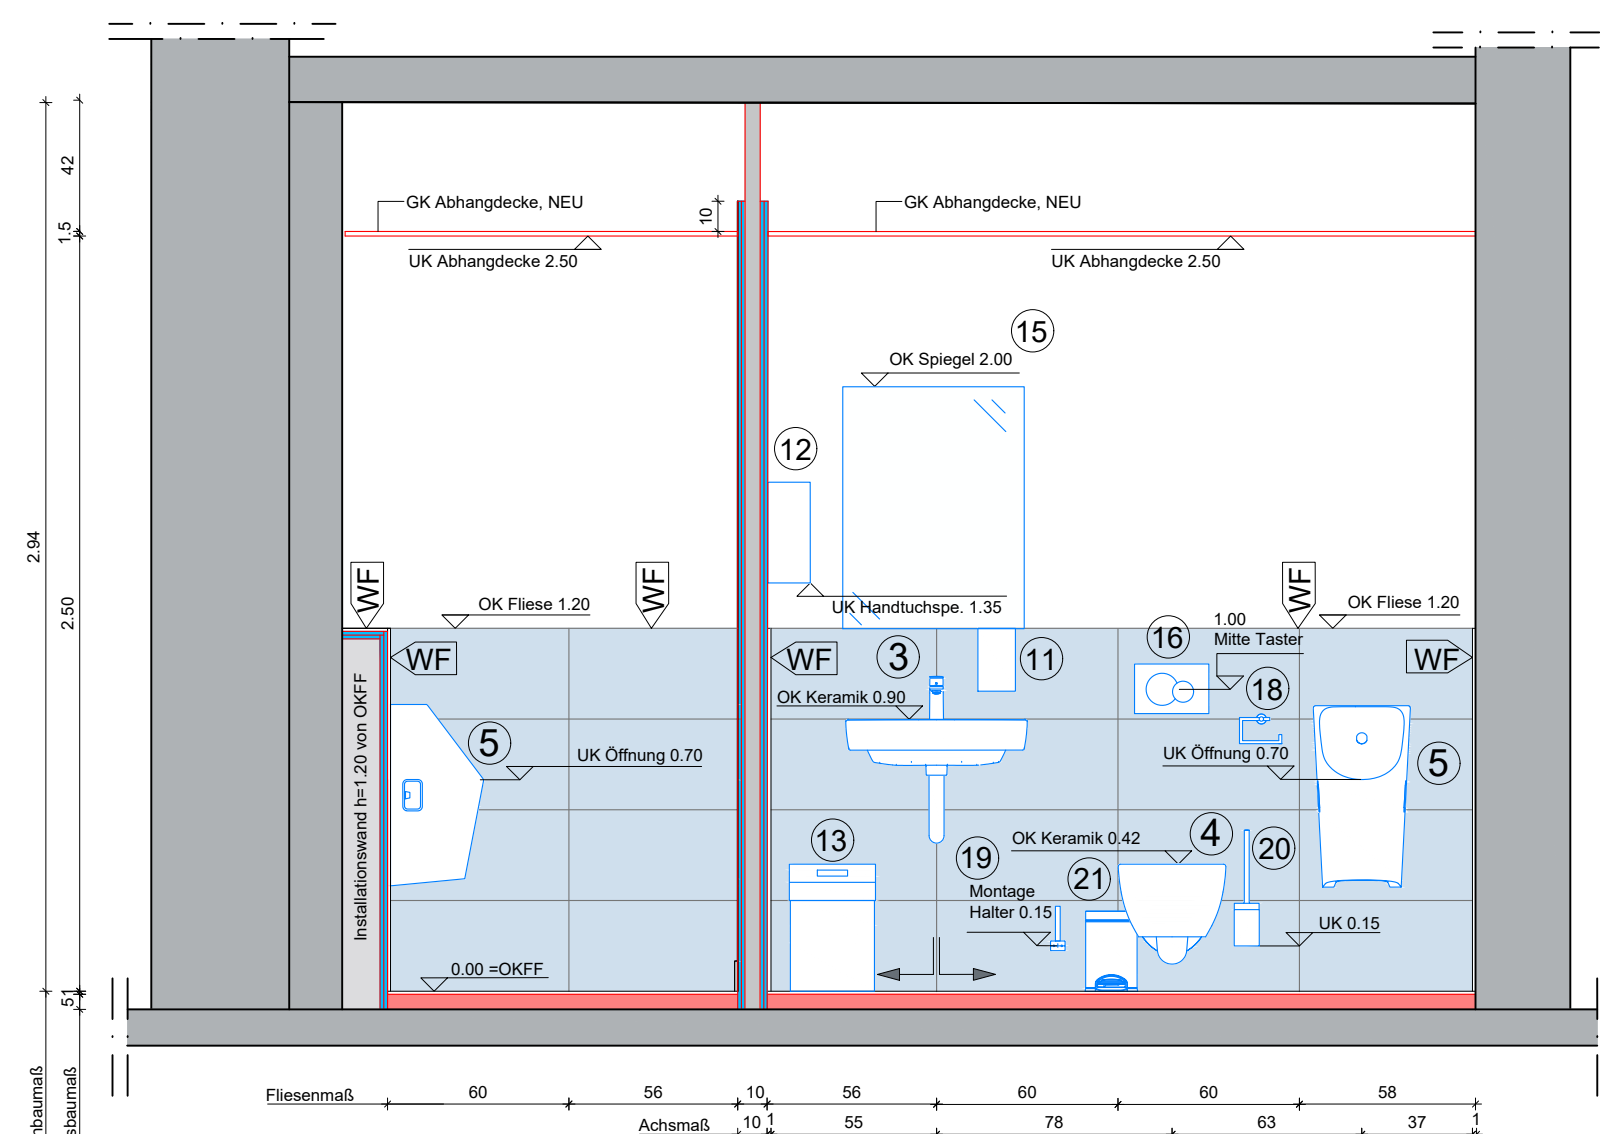 42
GK Abhangdecke, NEU
10
GK Abhangdecke, NEU
1.5
UK Abhangdecke 2.50
UK Abhangdecke 2.50
15
OK Spiegel 2.00
12
2.94
2.50
WF
OK Fliese 1.20
WF
UK Handtuchspe. 1.35
WF
OK Fliese 1.20
1.00
Mitte Taster
16
WF
WF
3
11
WF
18
OK Keramik 0.90
Installationswand h=1.20 von OKFF
5
UK Öffnung 0.70
UK Öffnung 0.70
5
13
OK Keramik 0.42
4
20
19
21
Montage
Halter 0.15
UK 0.15
0.00 =OKFF
1
5
nbaumaß
sbaumaß
Fliesenmaß
60
56
10
56
60
60
58
Achsmaß
10
1
55
78
63
37
1